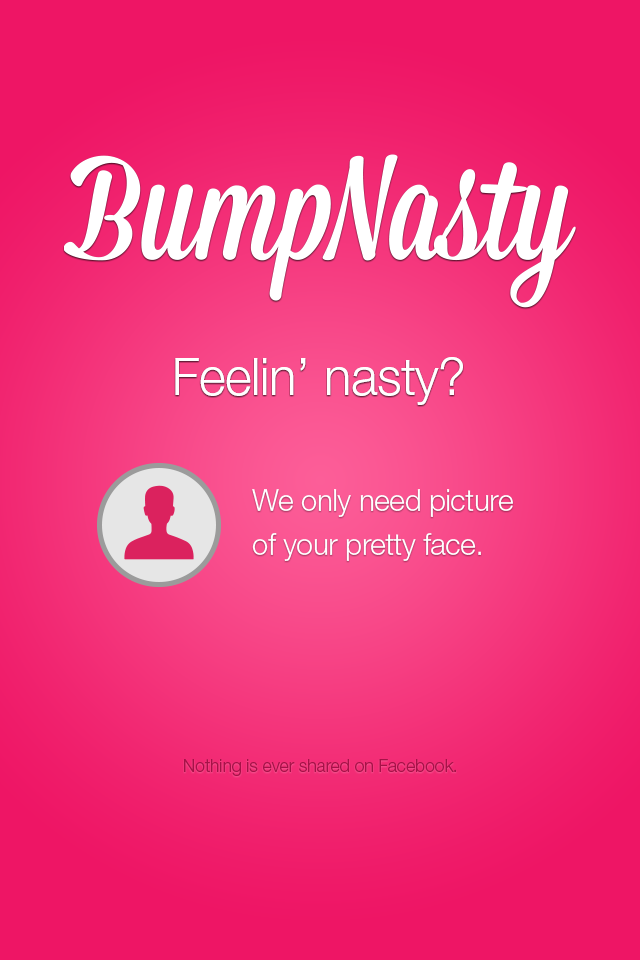 BumpNasty
Feelin’ nasty?
We only need picture
of your pretty face.
Nothing is ever shared on Facebook.